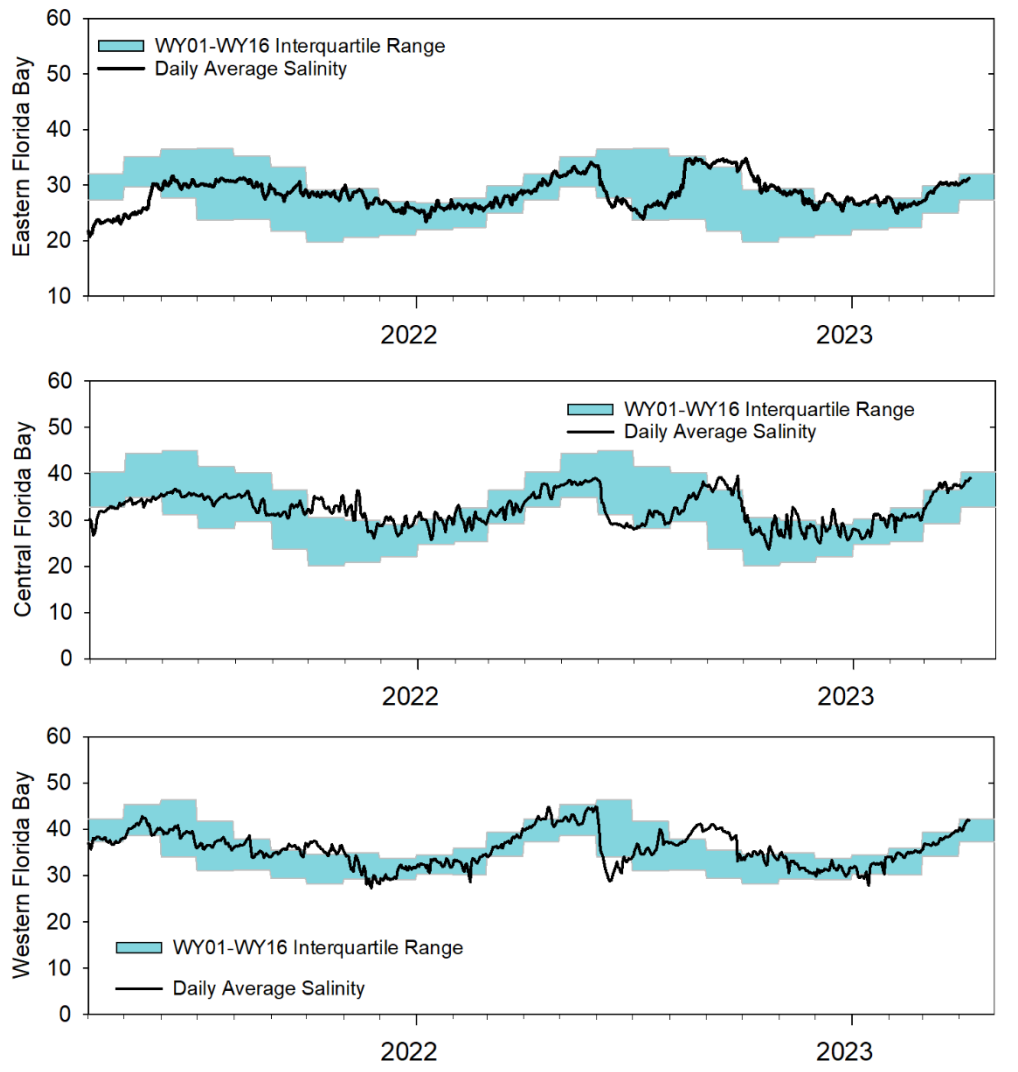 60
WY01-WY16 Interquartile Range
Daily Average Salinity
50
40
30
20
10
Eastern Florida Bay
2022
2023
60
WY01-WY16 Interquartile Range
Daily Average Salinity
50
40
30
20
10
0
Central Florida Bay
2022
2023
60
50
40
30
20
10
0
Western Florida Bay
WY01-WY16 Interquartile Range
Daily Average Salinity
2022
2023